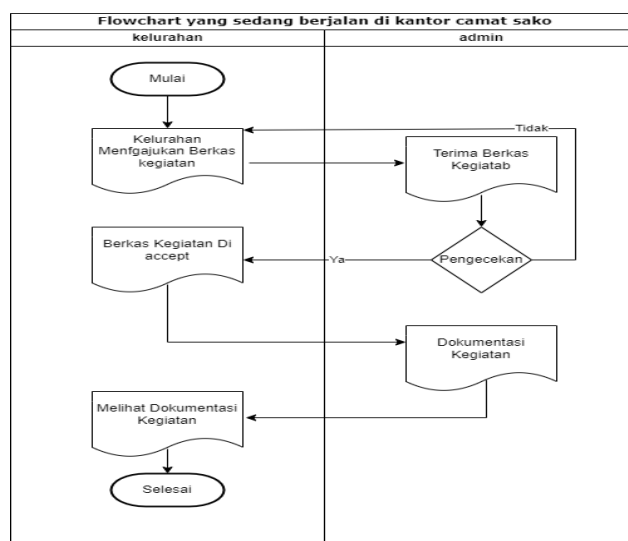 Flowchart yang sedang berjalan di kantor camat sako
kelurahan
admin
Mulai
Kelurahan
Menfgajukan Berkas
kegiatan
Tidak
Terima Berkas
Kegiatab
Berkas Kegiatan Di
accept
Ya
Pengecekan
Dokumentasi
Kegiatan
Melihat Dokumentasi
Kegiatan
Selesai